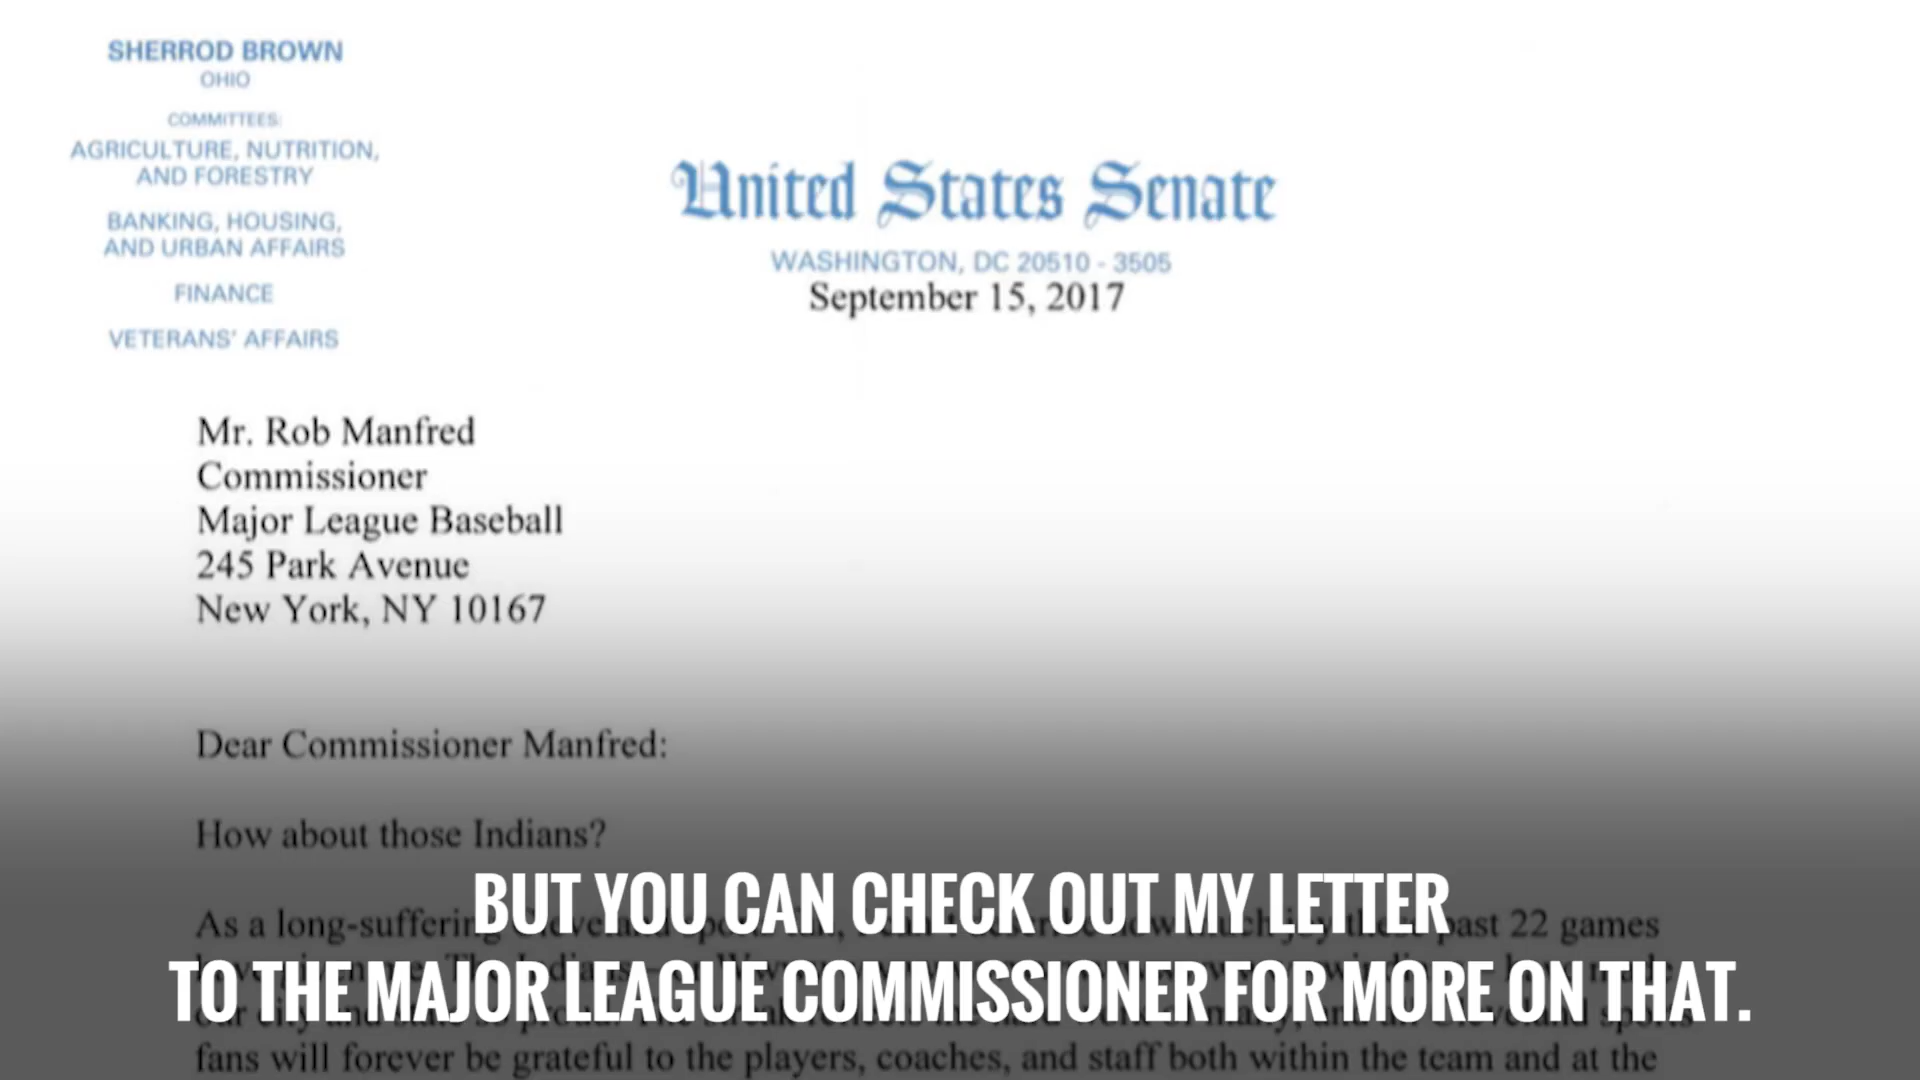 SHERROD BROWN
OHIO
COMMITTEES:
AGRICULTURE, NUTRITION,
AND FORESTRY
BANKING, HOUSING,
AND URBAN AFFAIRS
FINANCE
VETERANS' AFFAIRS
United States Senate
WASHINGTON, DC 20510 - 3505
September 15, 2017
Mr. Rob Manfred
Commissioner
Major League Baseball
245 Park Avenue
New York, NY 10167
Dear Commissioner Manfred:
How about those Indians?
As a long-suffering past 22 games
fans will forever be grateful to the players, coaches, and staff both within the team and at the
BUT YOU CAN CHECK OUT MY LETTER
TO THE MAJOR LEAGUE COMMISSIONER FOR MORE ON THAT.